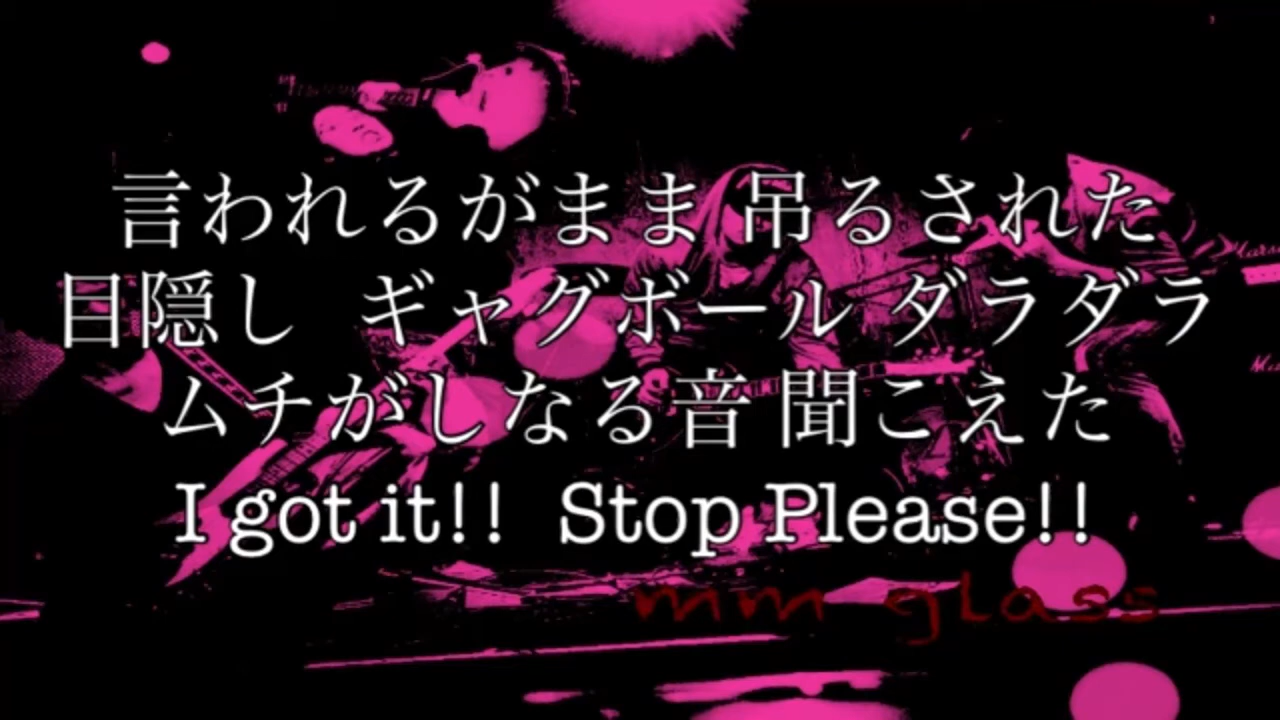 言われるがまま 吊るされた
目隠し ギャグボール ダラダラ
ムチがしなる音 聞こえた
I got it!! Stop Please!!
mm glass